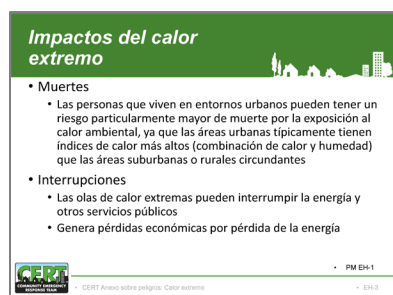 Impactos del calor
extremo
• Muertes
• Las personas que viven en entornos urbanos pueden tener un
riesgo particularmente mayor de muerte por la exposición al
calor ambiental, ya que las áreas urbanas típicamente tienen
índices de calor más altos (combinación de calor y humedad)
que las áreas suburbanas o rurales circundantes
• Interrupciones
• Las olas de calor extremas pueden interrumpir la energía y
otros servicios públicos
• Genera pérdidas económicas por pérdida de la energía
• PM EH-1
CERT
COMMUNITY EMERGENCY
RESPONSE TEAM
• CERT Anexo sobre peligros: Calor extremo
• EH-3